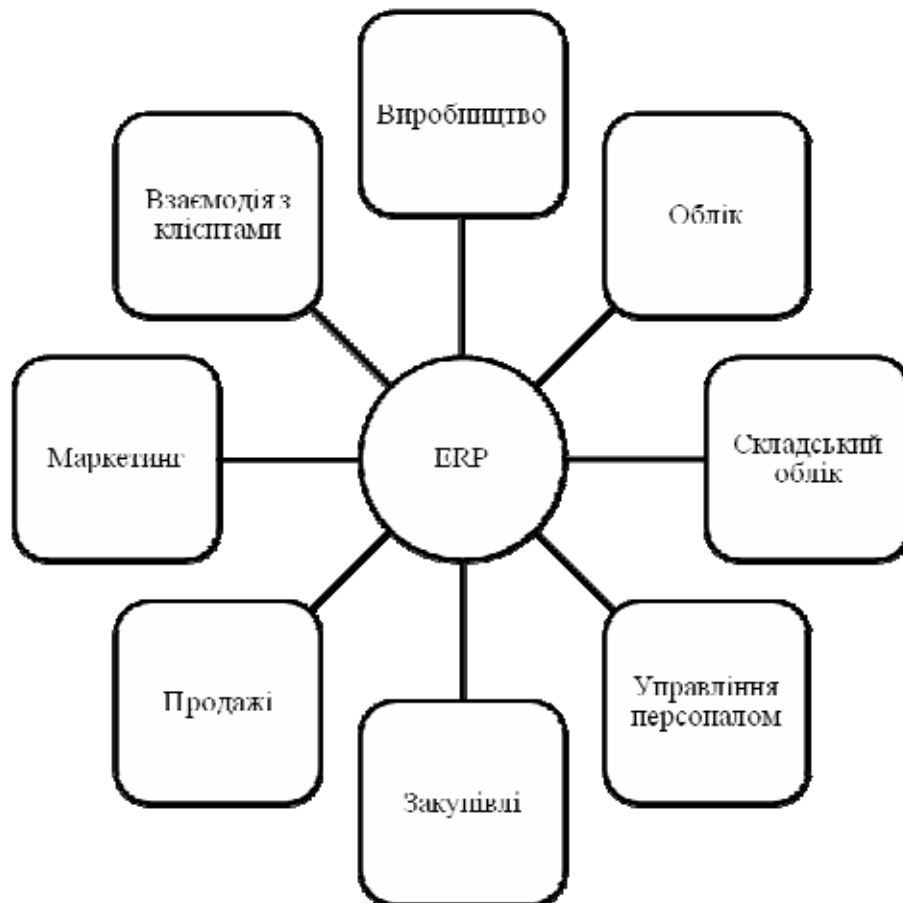 Виробництво
Взаємодія з
клієнтами
Облік
Маркетинг
ERP
Складський
облік
Продажі
Управління
персоналом
Закупівлі